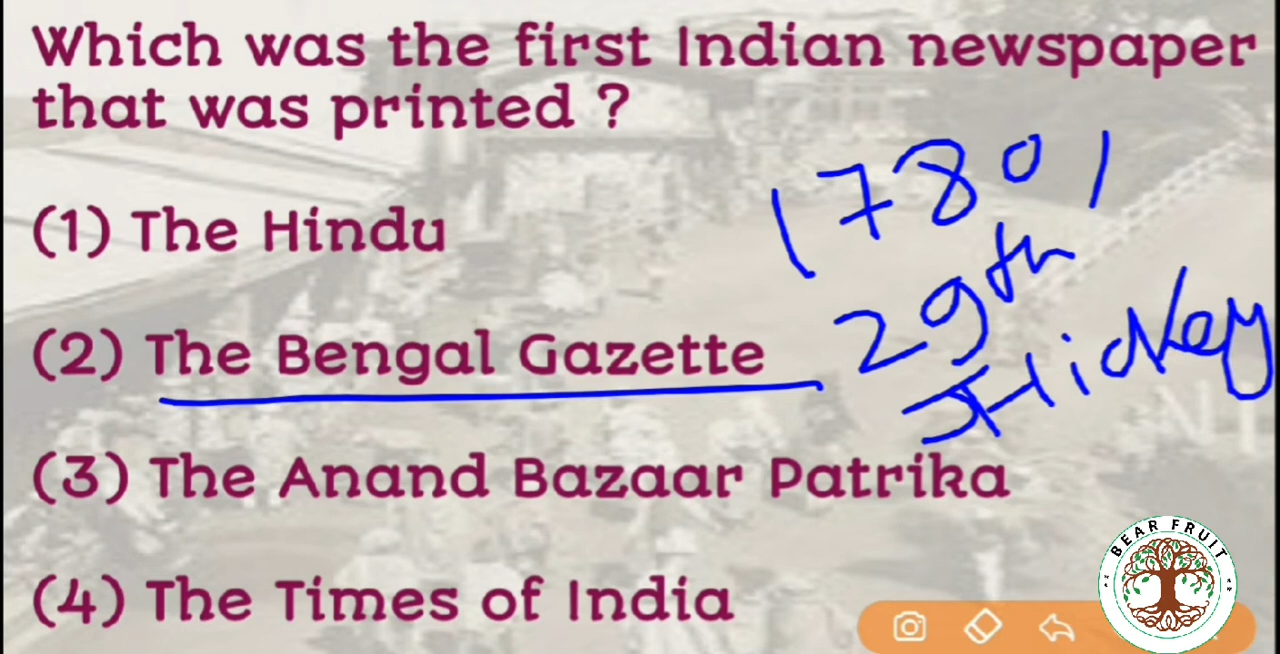 Which was the first Indian newspaper
that was printed ?
(1) The Hindu
1780,
29th
(2) The Bengal Gazette
Hickey
(3) The Anand Bazaar Patrika
BEAR FRUIT
(4) The Times of India